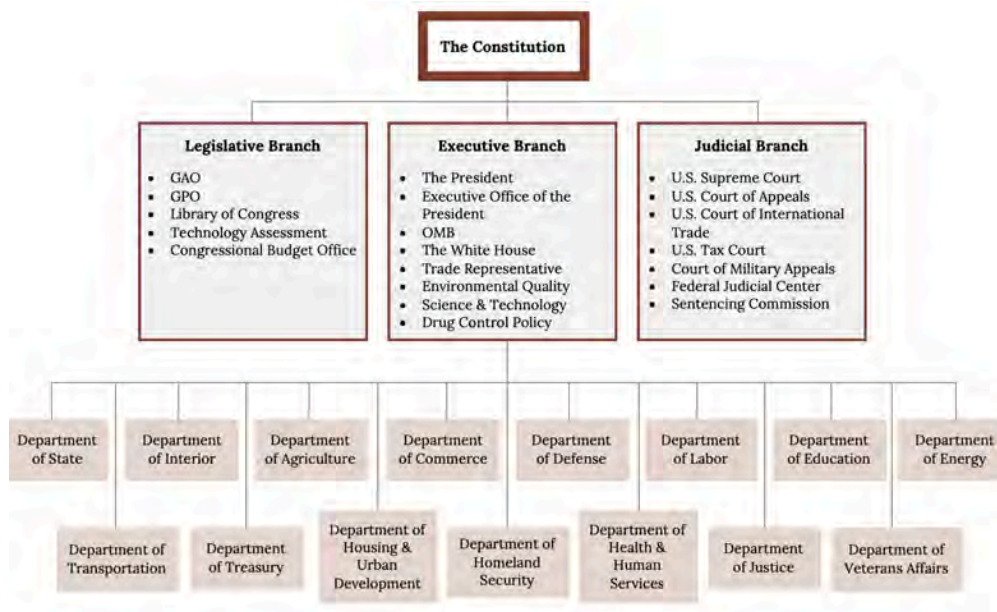 The Constitution
Legislative Branch
• GAO
• GPO
• Library of Congress
• Technology Assessment
• Congressional Budget Office
Executive Branch
• The President
• Executive Office of the
President
• OMB
• The White House
• Trade Representative
• Environmental Quality
• Science & Technology
• Drug Control Policy
Judicial Branch
• U.S. Supreme Court
• U.S. Court of Appeals
• U.S. Court of International
Trade
• U.S. Tax Court
• Court of Military Appeals
• Federal Judicial Center
• Sentencing Commission
Department
of State
Department
of Interior
Department
of Agriculture
Department
of Commerce
Department
of Defense
Department
of Labor
Department
of Education
Department
of Energy
Department of
Transportation
Department
of Treasury
Department of
Housing &
Urban
Development
Department of
Homeland
Security
Department of
Health &
Human
Services
Department
of Justice
Department of
Veterans Affairs